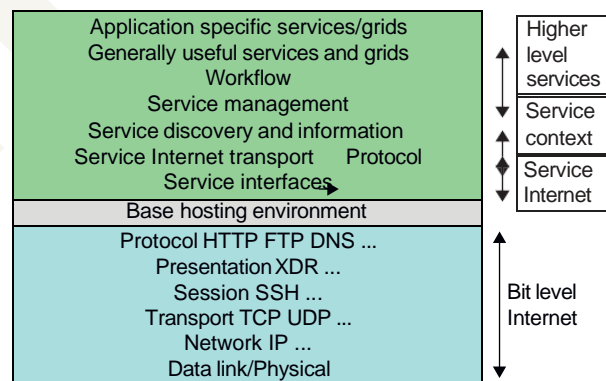 Application specific services/grids
Generally useful services and grids
Workflow
Service management
Service discovery and information
Service Internet transport Protocol
Service interfaces
Base hosting environment
Protocol HTTP FTP DNS ...
Presentation XDR ...
Session SSH ...
Transport TCP UDP ...
Network IP ...
Data link/Physical
Higher
level
services
Service
context
Service
Internet
Bit level
Internet